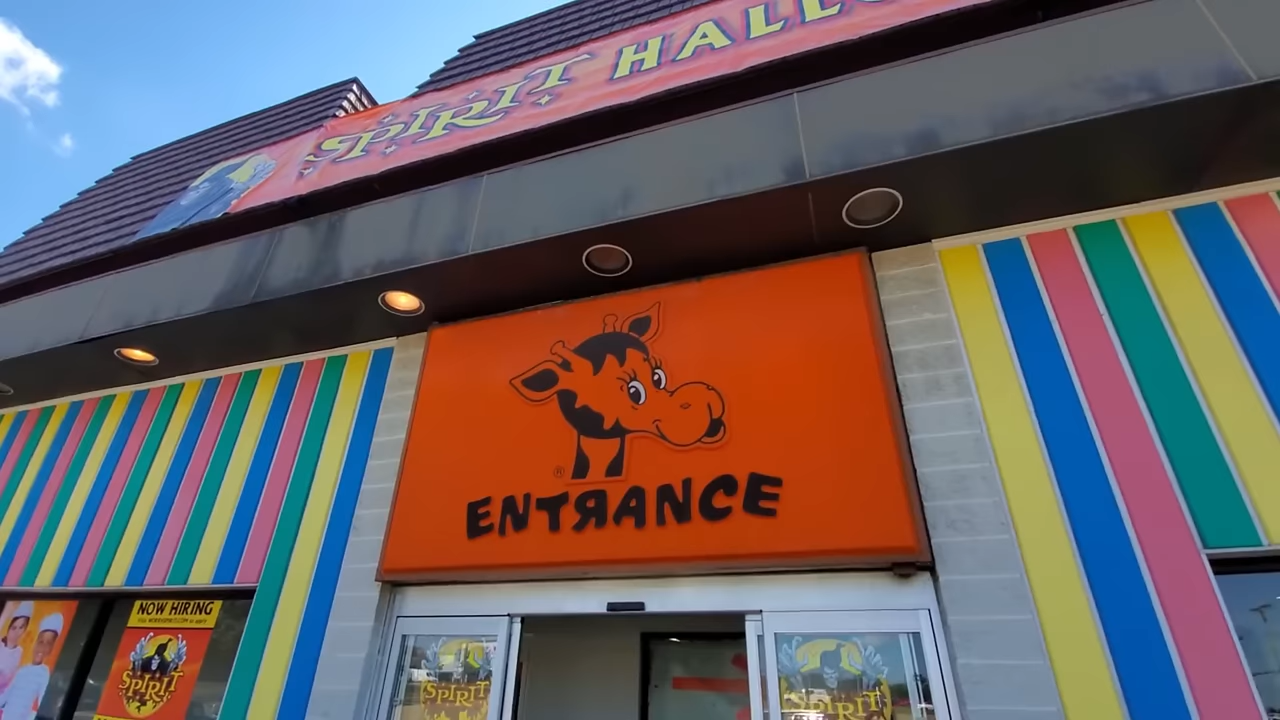 SPIRIT HALLO
®
ENTRANCE
NOW HIRING
SPIRIT
SPIRIT
SPIRIT